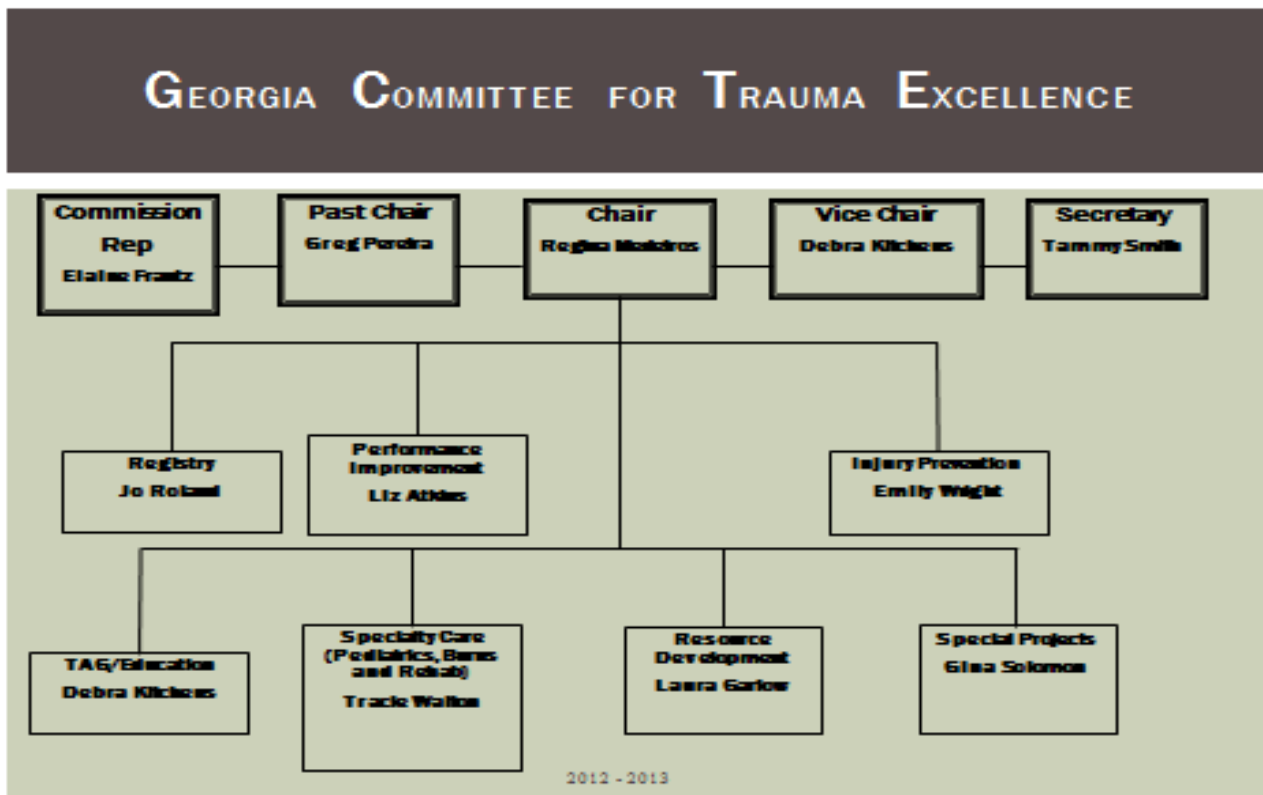 GEORGIA COMMITTEE FOR TRAUMA EXCELLENCE
Commission
Rep
Elaine Frantz
Past Chair
Greg Pereira
Chair
Regina Medeiros
Vice Chair
Debra Kitchens
Secretary
Tammy Smith
Registry
Jo Roland
Performance
Improvement
Liz Atkins
Injury Prevention
Emily Wright
TAG/Education
Debra Kitchens
Specialty Care
(Pediatrics, Burns
and Rehab)
Tracie Walton
Resource
Development
Laura Garlow
Special Projects
Gina Solomon
2012 - 2013